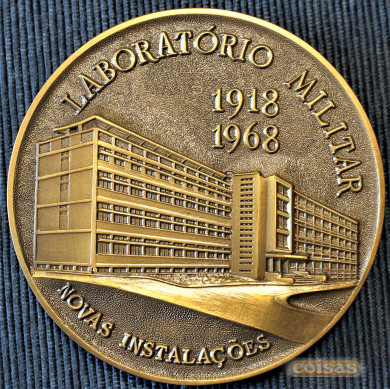 LABORATÓRIO MILITAR
1918
1968
NOVAS INSTALAÇÕES
coisas